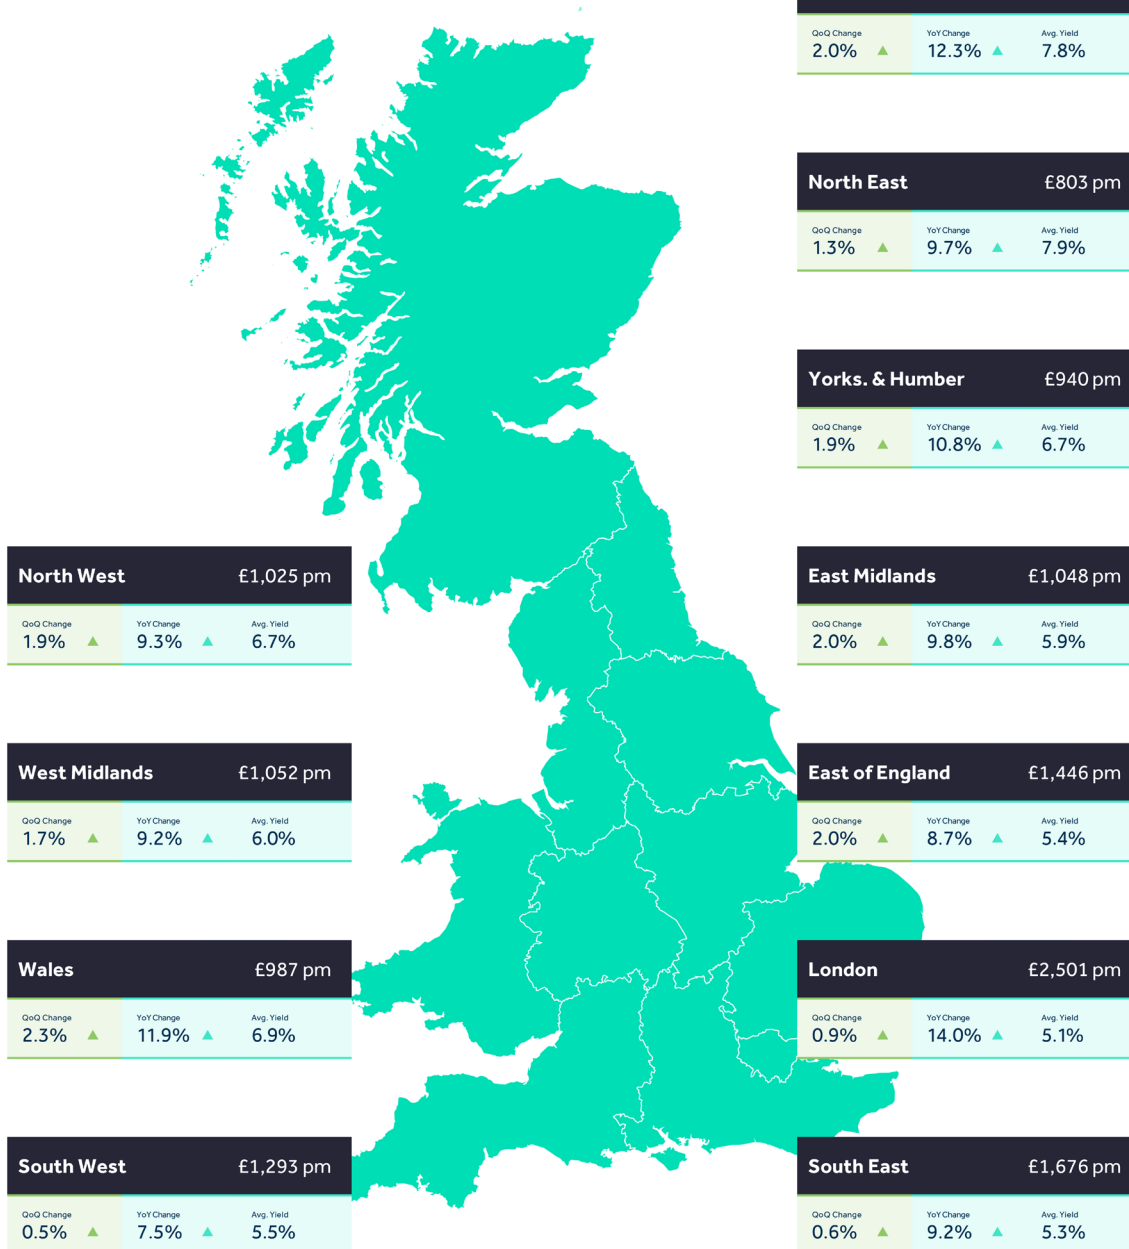 QoQ Change YoY Change Avg. Yield
2.0% 12.3% 7.8%
North East £803 pm
QoQ Change YoY Change Avg. Yield
1.3% 9.7% 7.9%
Yorks. & Humber £940 pm
QoQ Change YoY Change Avg. Yield
1.9% 10.8% 6.7%
North West £1,025 pm
QoQ Change YoY Change Avg. Yield
1.9% 9.3% 6.7%
East Midlands £1,048 pm
QoQ Change YoY Change Avg. Yield
2.0% 9.8% 5.9%
West Midlands £1,052 pm
QoQ Change YoY Change Avg. Yield
1.7% 9.2% 6.0%
East of England £1,446 pm
QoQ Change YoY Change Avg. Yield
2.0% 8.7% 5.4%
Wales £987 pm
QoQ Change YoY Change Avg. Yield
2.3% 11.9% 6.9%
London £2,501 pm
QoQ Change YoY Change Avg. Yield
0.9% 14.0% 5.1%
South West £1,293 pm
QoQ Change YoY Change Avg. Yield
0.5% 7.5% 5.5%
South East £1,676 pm
QoQ Change YoY Change Avg. Yield
0.6% 9.2% 5.3%